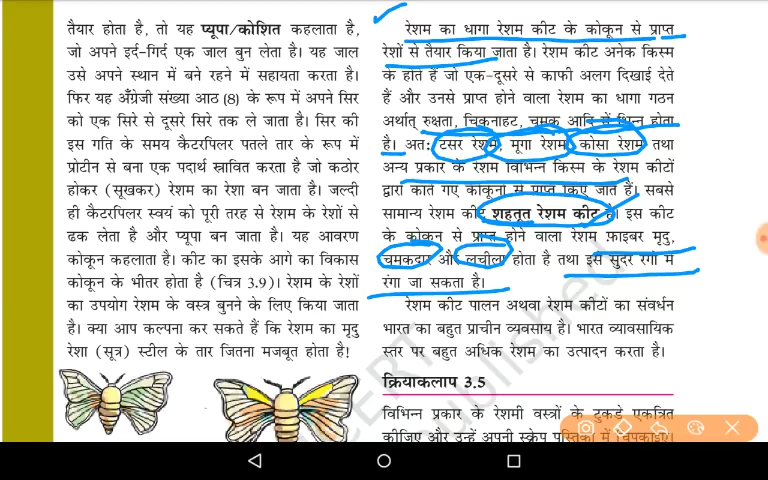 तैयार होता है, तो यह प्यूपा/कोशित कहलाता है,
जो अपने इर्द-गिर्द एक जाल बुन लेता है। यह जाल
उसे अपने स्थान में बने रहने में सहायता करता है।
फिर यह अँग्रेजी संख्या आठ (8) के रूप में अपने सिर
को एक सिरे से दूसरे सिरे तक ले जाता है। सिर की
इस गति के समय कैटरपिलर पतले तार के रूप में
प्रोटीन से बना एक पदार्थ स्रावित करता है जो कठोर
होकर (सूखकर) रेशम का रेशा बन जाता है। जल्दी
ही कैटरपिलर स्वयं को पूरी तरह से रेशम के रेशों से
ढक लेता है और प्यूपा बन जाता है। यह आवरण
कोकून कहलाता है। कीट का इसके आगे का विकास
कोकून के भीतर होता है (चित्र 3.9)। रेशम के रेशों
का उपयोग रेशम के वस्त्र बुनने के लिए किया जाता
है। क्या आप कल्पना कर सकते हैं कि रेशम का मृदु
रेशा (सूत्र) स्टील के तार जितना मजबूत होता है!
रेशम का धागा रेशम कीट के कोकून से प्राप्त
रेशों से तैयार किया जाता है। रेशम कीट अनेक किस्म
के होते हैं जो एक-दूसरे से काफी अलग दिखाई देते
हैं और उनसे प्राप्त होने वाला रेशम का धागा गठन
अर्थात् रुक्षता, चिकनाहट, चमक आदि में भिन्न होता
है। अतः टसर रेशम, मूगा रेशम, कोसा रेशम तथा
अन्य प्रकार के रेशम विभिन्न किस्म के रेशम कीटों
द्वारा काते गए कोकूनों से प्राप्त किए जाते हैं। सबसे
सामान्य रेशम कीट शहतूत रेशम कीट है। इस कीट
के कोकून से प्राप्त होने वाला रेशम फ़ाइबर मृदु,
चमकदार और लचीला होता है तथा इसे सुंदर रंगों में
रंगा जा सकता है।
रेशम कीट पालन अथवा रेशम कीटों का संवर्धन
भारत का बहुत प्राचीन व्यवसाय है। भारत व्यावसायिक
स्तर पर बहुत अधिक रेशम का उत्पादन करता है।
क्रियाकलाप 3.5
विभिन्न प्रकार के रेशमी वस्त्रों के टुकड़े एकत्रित
कीजिए और उन्हें अपनी स्क्रैप पुस्तिका में चिपकाइए।